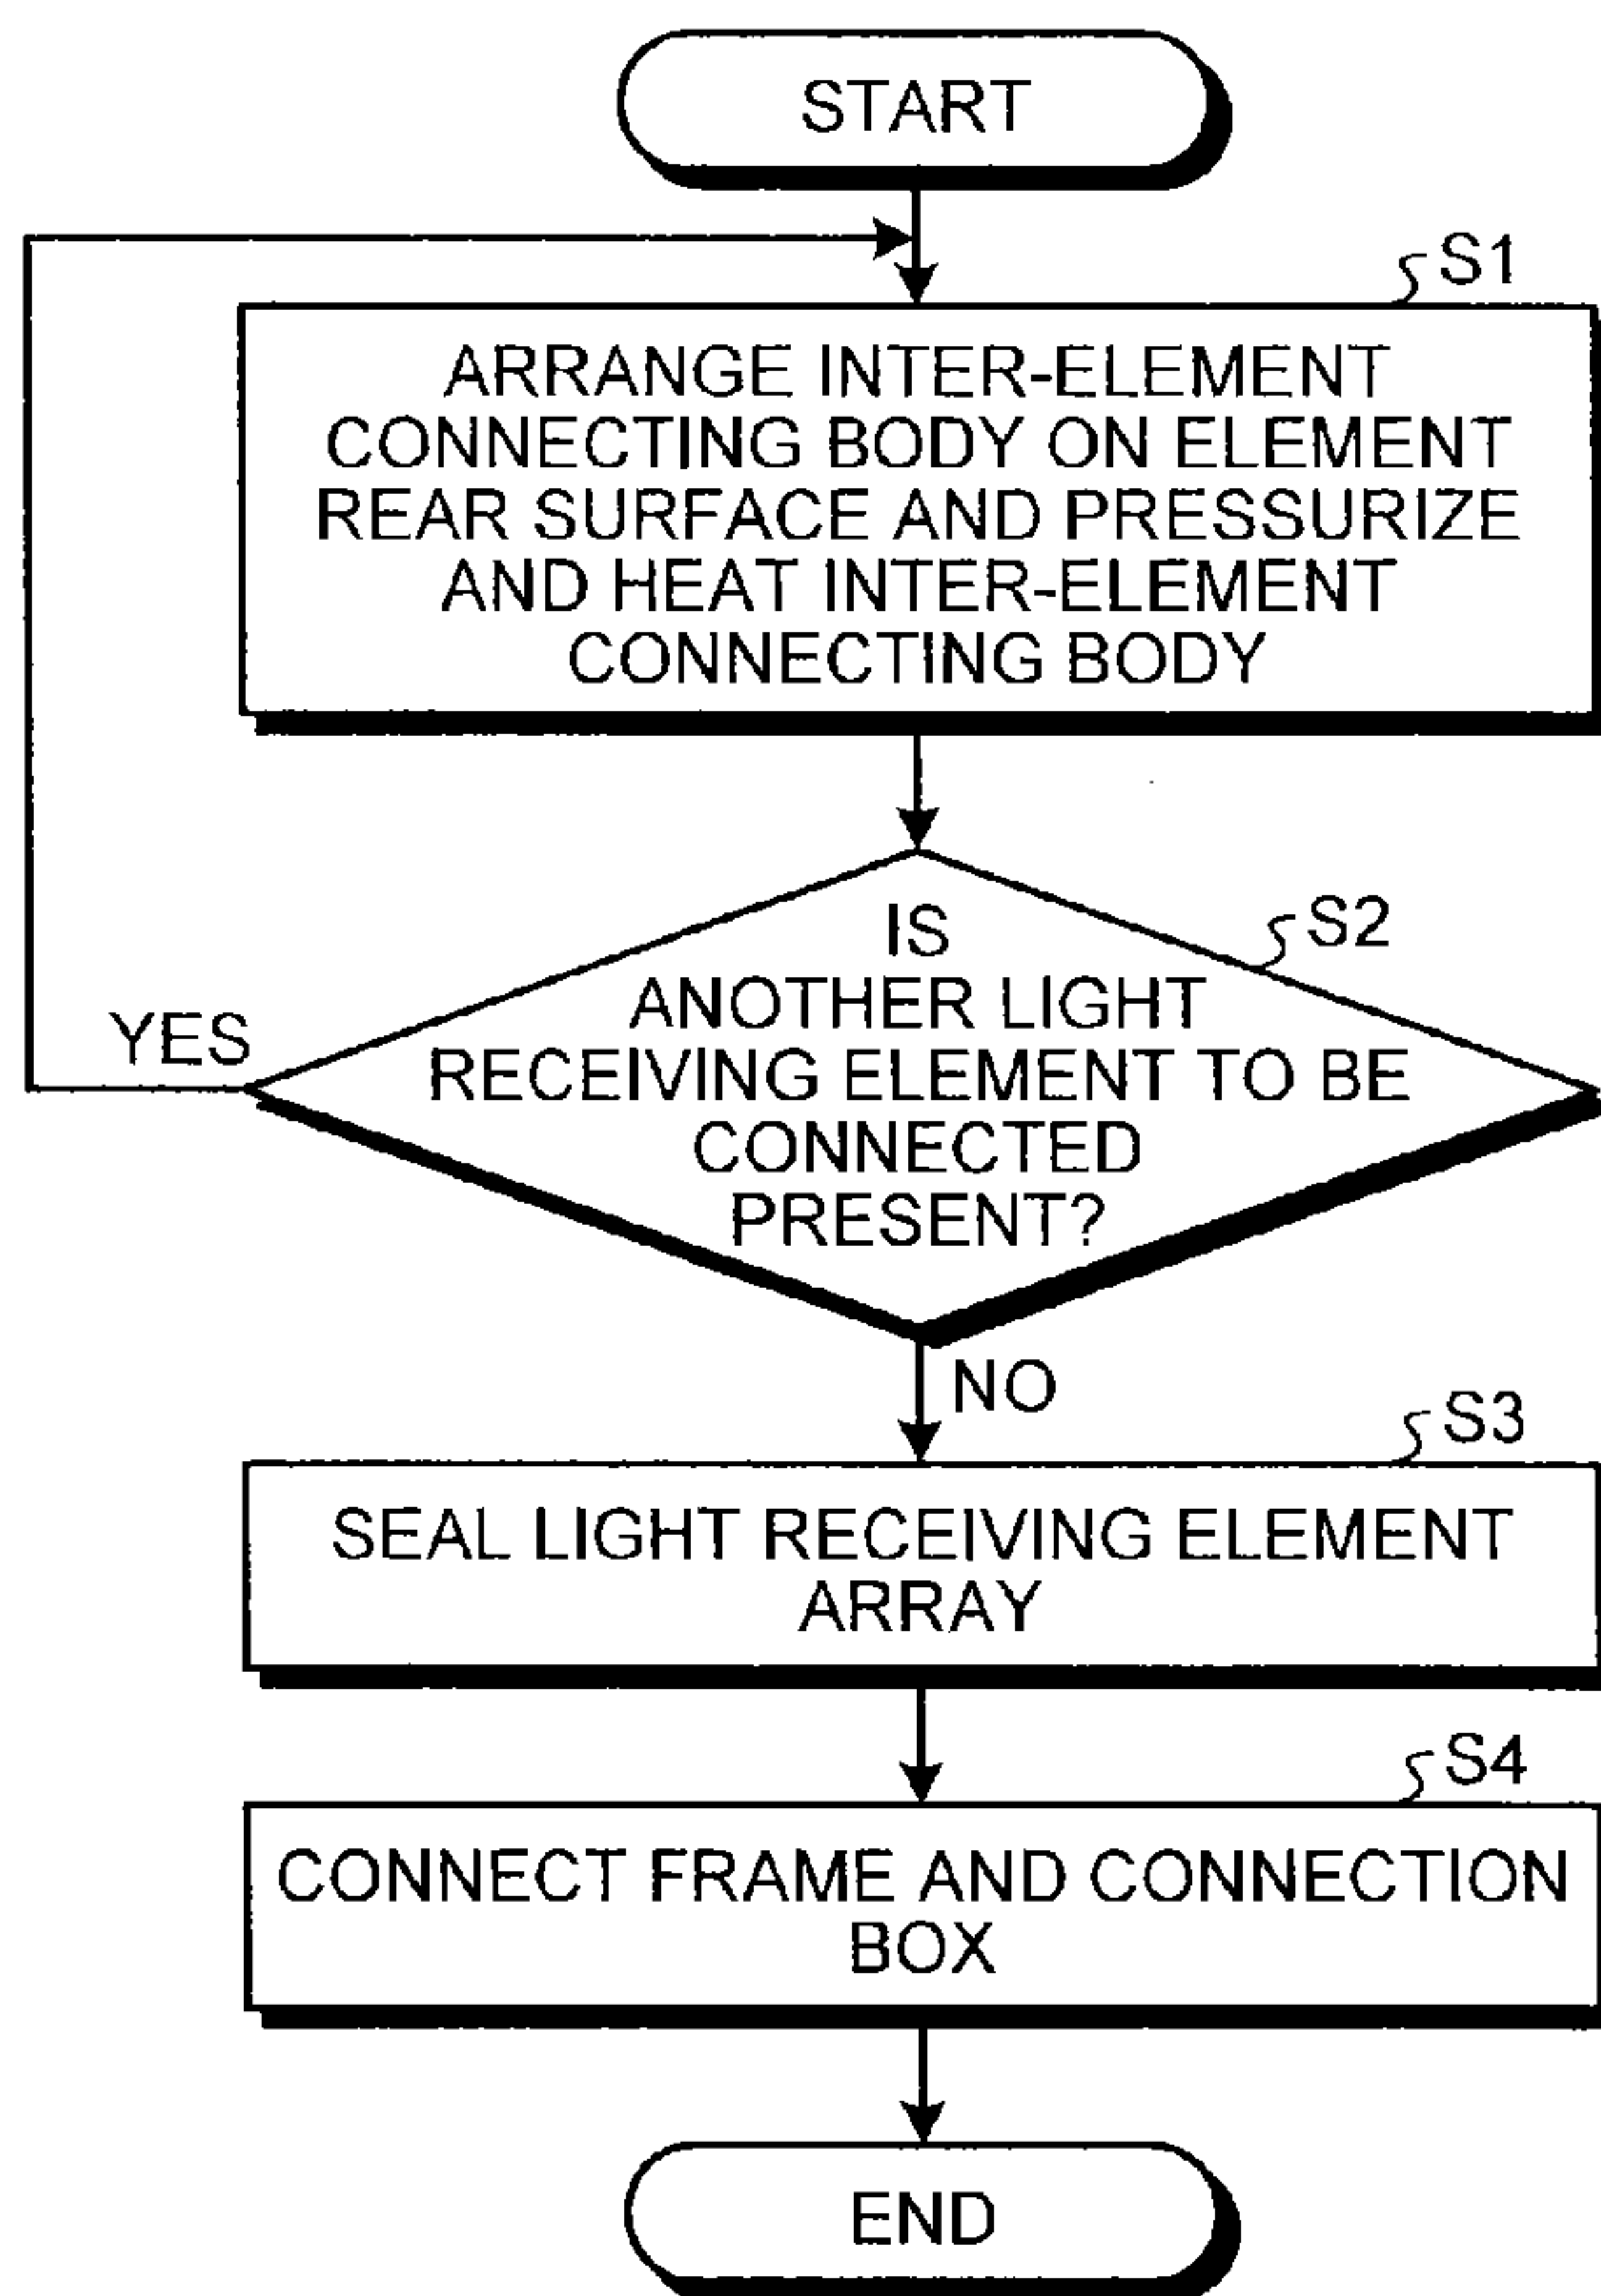 START
S1
ARRANGE INTER-ELEMENT
CONNECTING BODY ON ELEMENT
REAR SURFACE AND PRESSURIZE
AND HEAT INTER-ELEMENT
CONNECTING BODY
S2
IS
ANOTHER LIGHT
RECEIVING ELEMENT TO BE
CONNECTED
PRESENT?
YES
NO
S3
SEAL LIGHT RECEIVING ELEMENT
ARRAY
S4
CONNECT FRAME AND CONNECTION
BOX
END